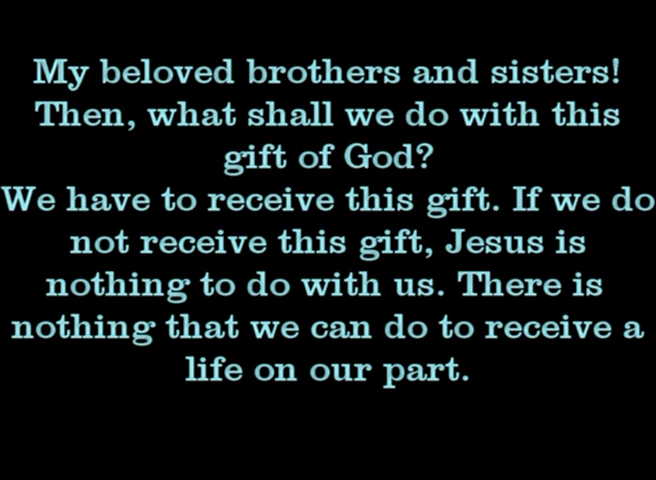 My beloved brothers and sisters!
Then, what shall we do with this
gift of God?
We have to receive this gift. If we do
not receive this gift, Jesus is
nothing to do with us. There is
nothing that we can do to receive a
life on our part.